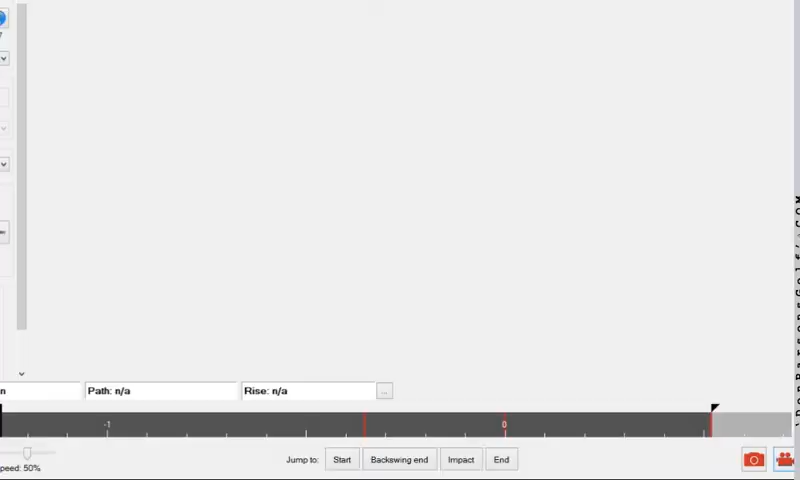 n
Path: n/a
Rise: n/a
...
-1
0
peed: 50%
Jump to:
Start
Backswing end
Impact
End